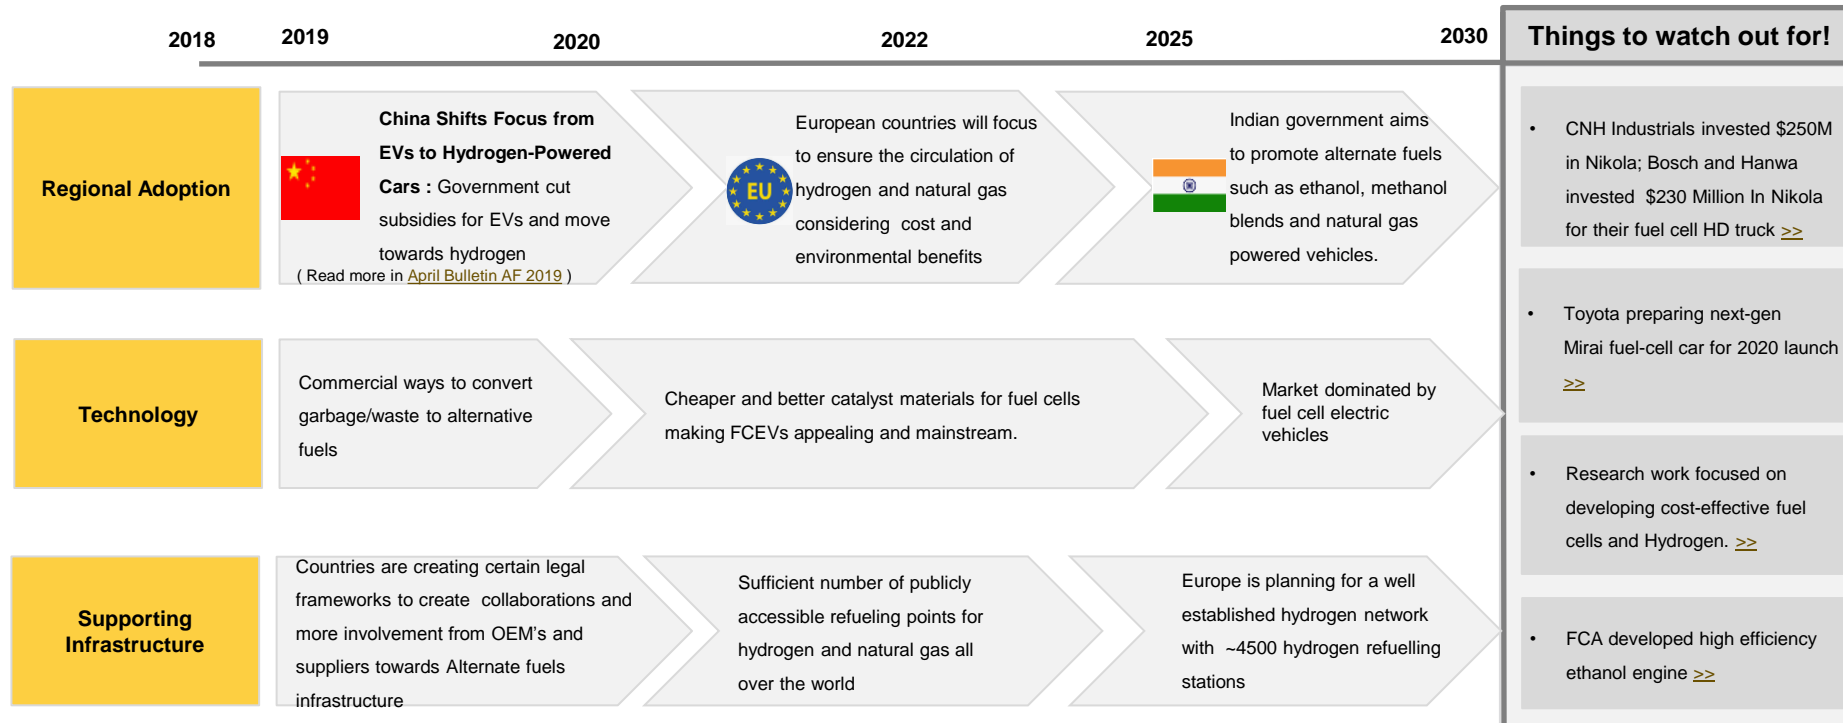 2018 2019 2020 2022 2025 2030
Things to watch out for!
Regional Adoption
China Shifts Focus from
EVs to Hydrogen-Powered
Cars : Government cut
subsidies for EVs and move
towards hydrogen
( Read more in April Bulletin AF 2019 )
EU
European countries will focus
to ensure the circulation of
hydrogen and natural gas
considering cost and
environmental benefits
Indian government aims
to promote alternate fuels
such as ethanol, methanol
blends and natural gas
powered vehicles.
Technology
Commercial ways to convert
garbage/waste to alternative
fuels
Cheaper and better catalyst materials for fuel cells
making FCEVs appealing and mainstream.
Market dominated by
fuel cell electric
vehicles
Supporting
Infrastructure
Countries are creating certain legal
frameworks to create collaborations and
more involvement from OEM's and
suppliers towards Alternate fuels
infrastructure
Sufficient number of publicly
accessible refueling points for
hydrogen and natural gas all
over the world
Europe is planning for a well
established hydrogen network
with ~4500 hydrogen refuelling
stations
• CNH Industrials invested $250M
in Nikola; Bosch and Hanwa
invested $230 Million In Nikola
for their fuel cell HD truck >>
• Toyota preparing next-gen
Mirai fuel-cell car for 2020 launch
>>
• Research work focused on
developing cost-effective fuel
cells and Hydrogen. >>
• FCA developed high efficiency
ethanol engine >>